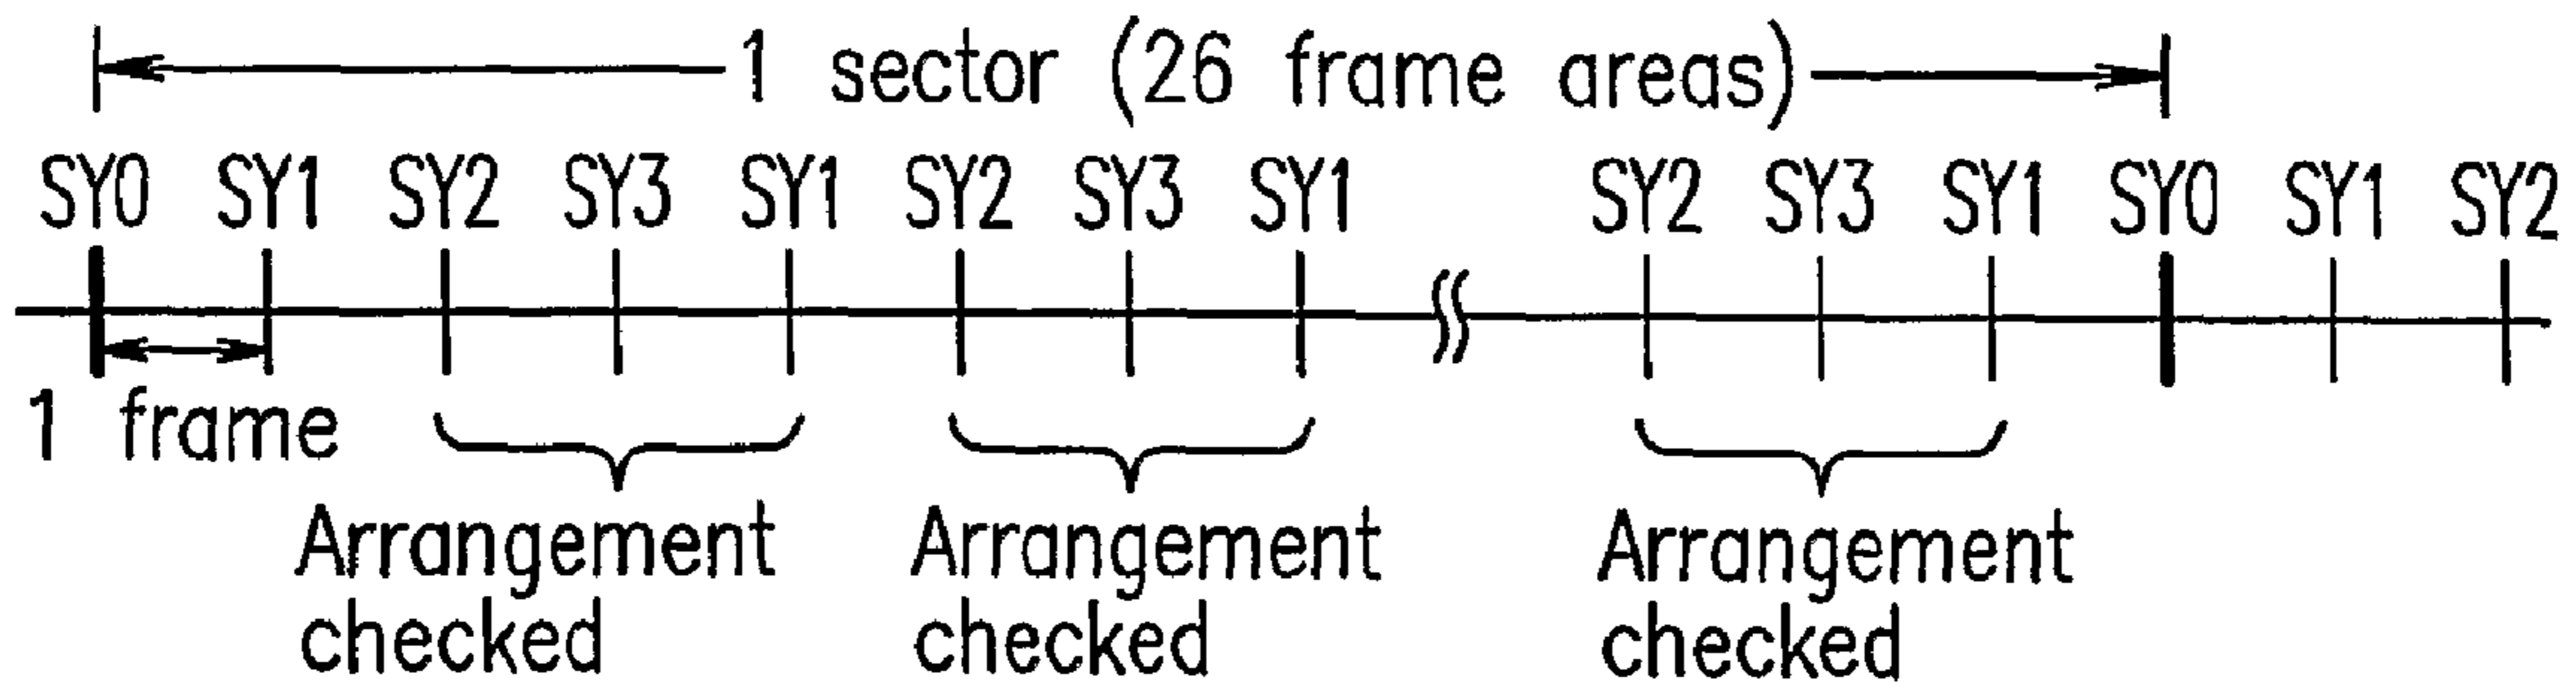 1 sector (26 frame areas)
SY0 SY1 SY2 SY3 SY1 SY2 SY3 SY1 SY2 SY3 SY1 SY0 SY1 SY2
1 frame
Arrangement checked
Arrangement checked
Arrangement checked